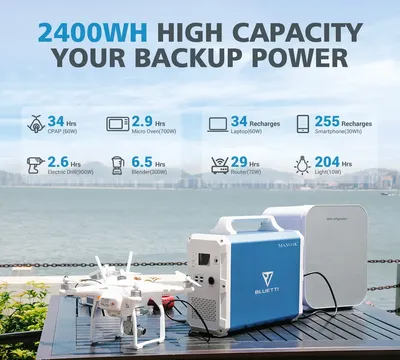 2400WH HIGH CAPACITY
YOUR BACKUP POWER
34 Hrs
CPAP (60W)
2.9 Hrs
Micro Oven(700W)
34 Recharges
Laptop(60W)
255 Recharges
Smartphone(30Wh)
2.6 Hrs
Electric Drill(900W)
6.5 Hrs
Blender(300W)
29 Hrs
Router(70W)
204 Hrs
Light(10W)
MAXOAK
BLUETTI